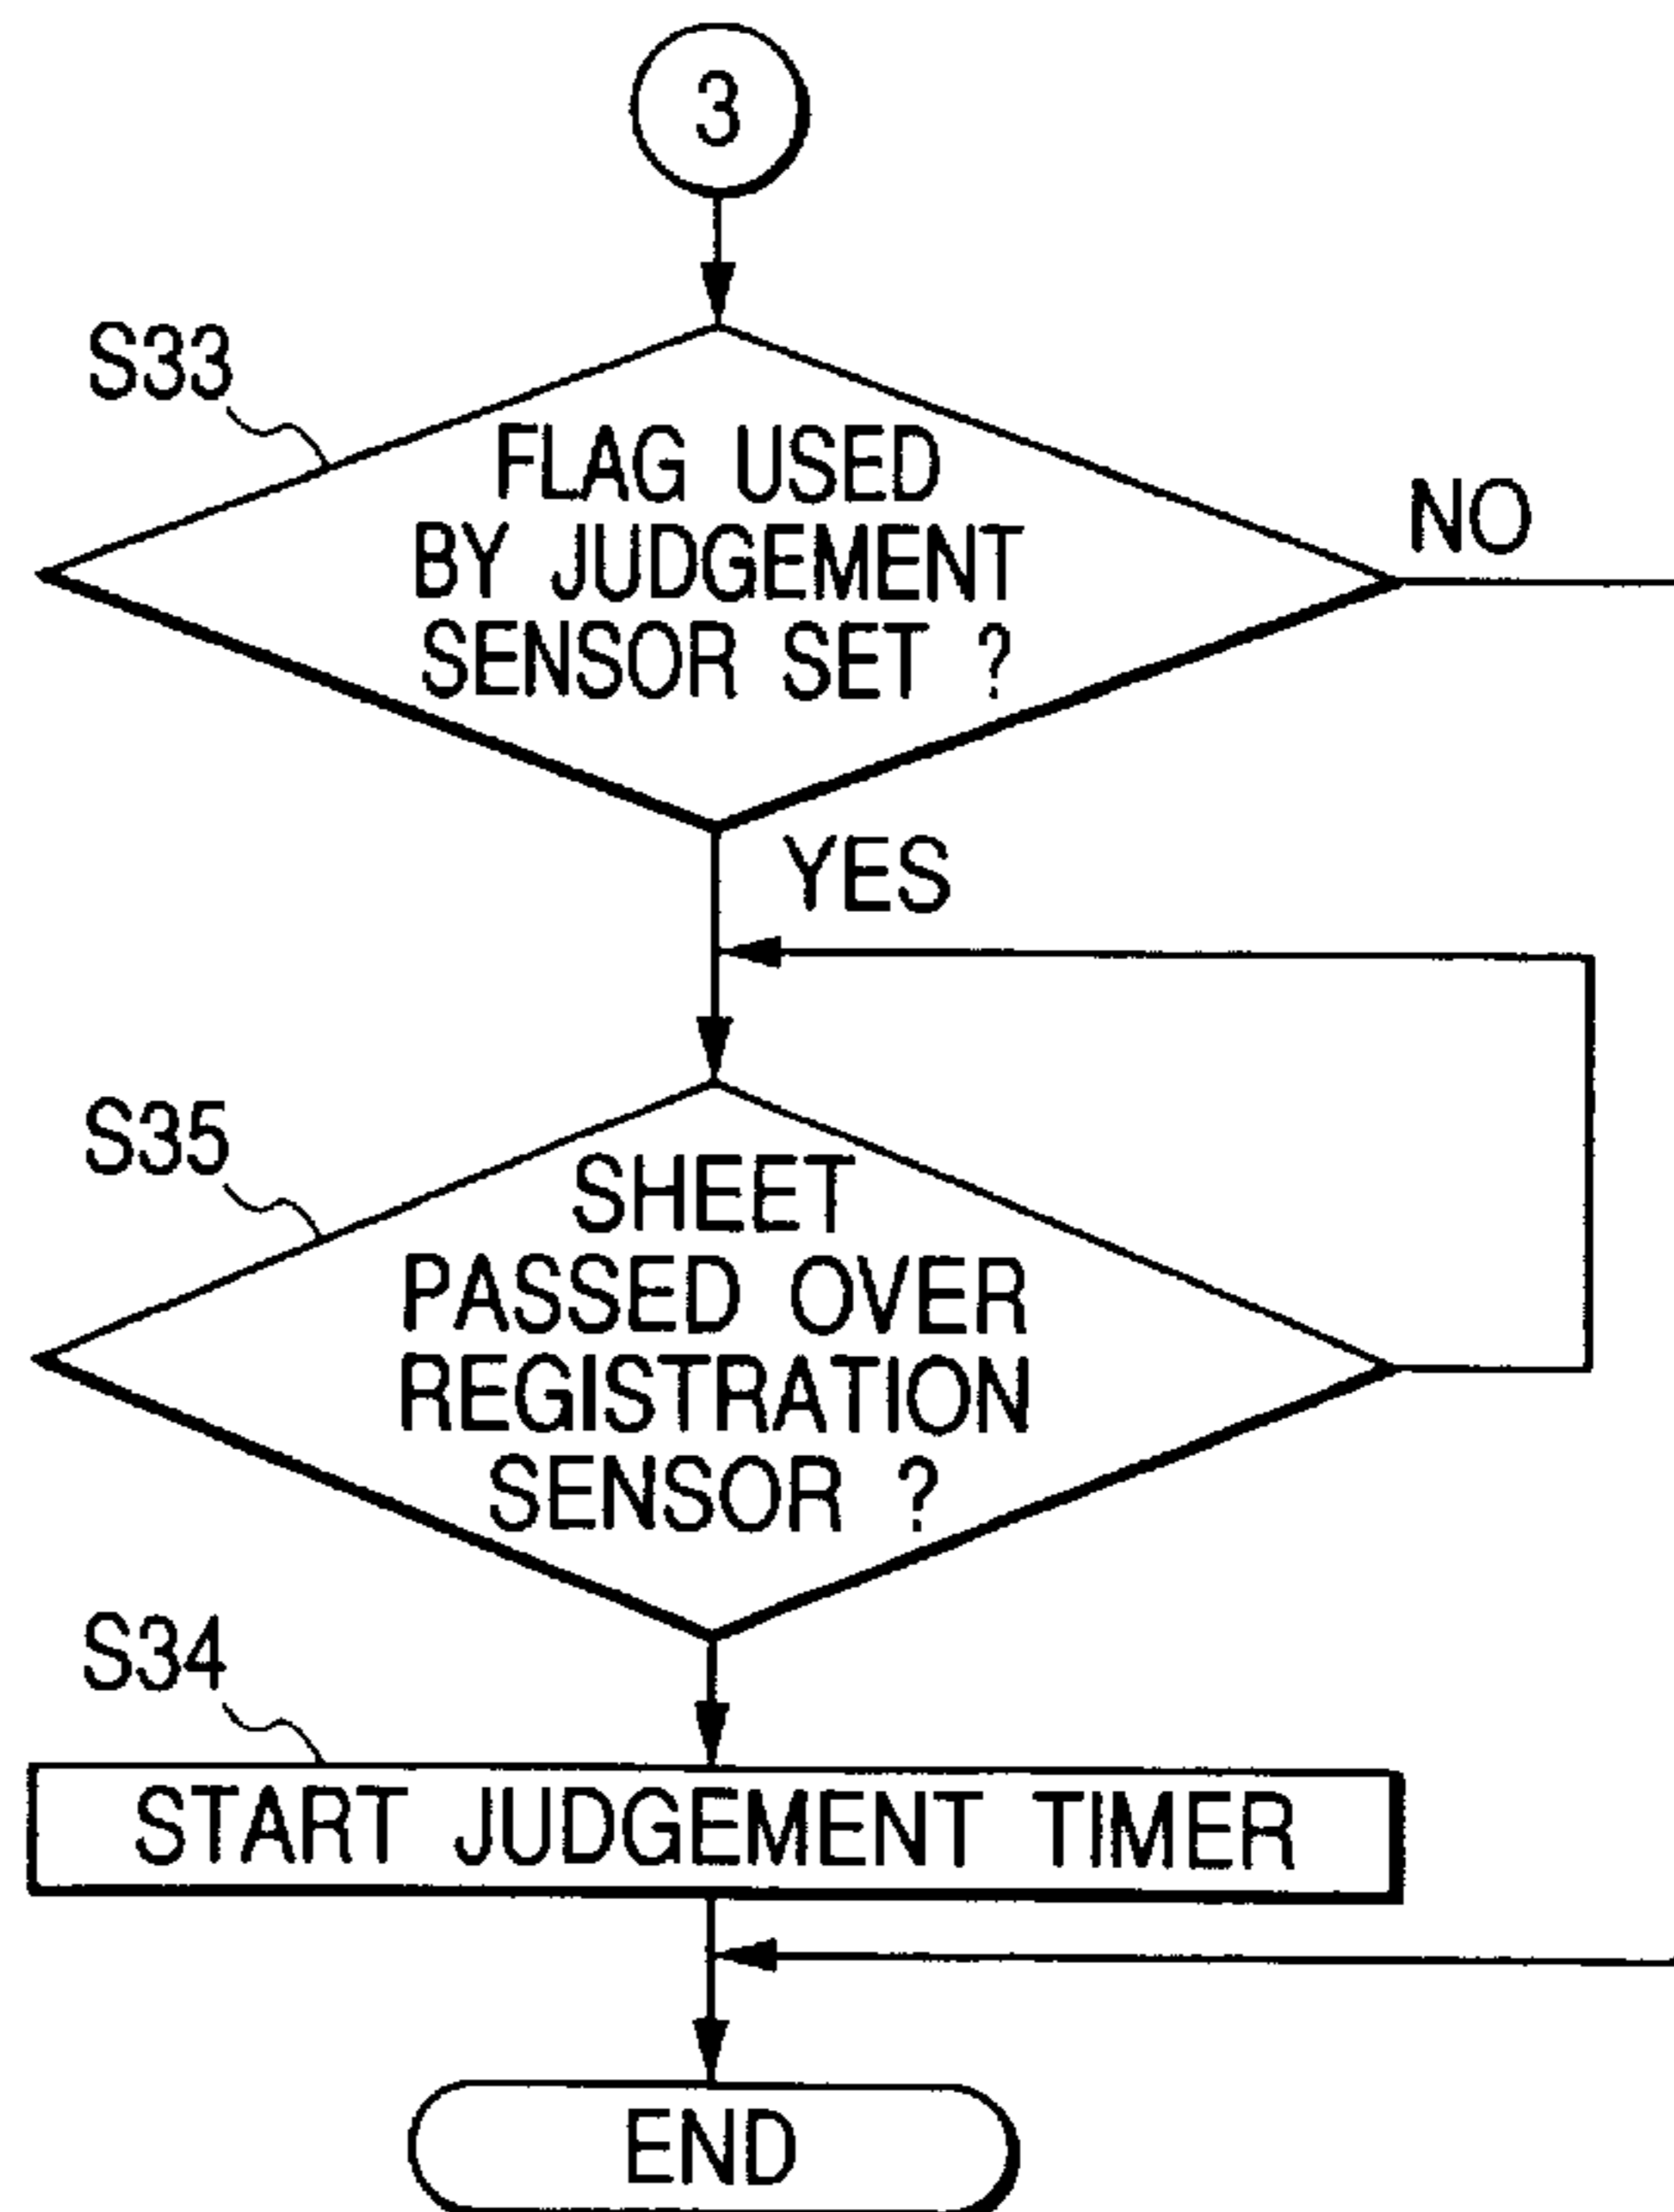 3
S33
FLAG USED
BY JUDGEMENT
SENSOR SET ?
NO
YES
S35
SHEET
PASSED OVER
REGISTRATION
SENSOR ?
S34
START JUDGEMENT TIMER
END